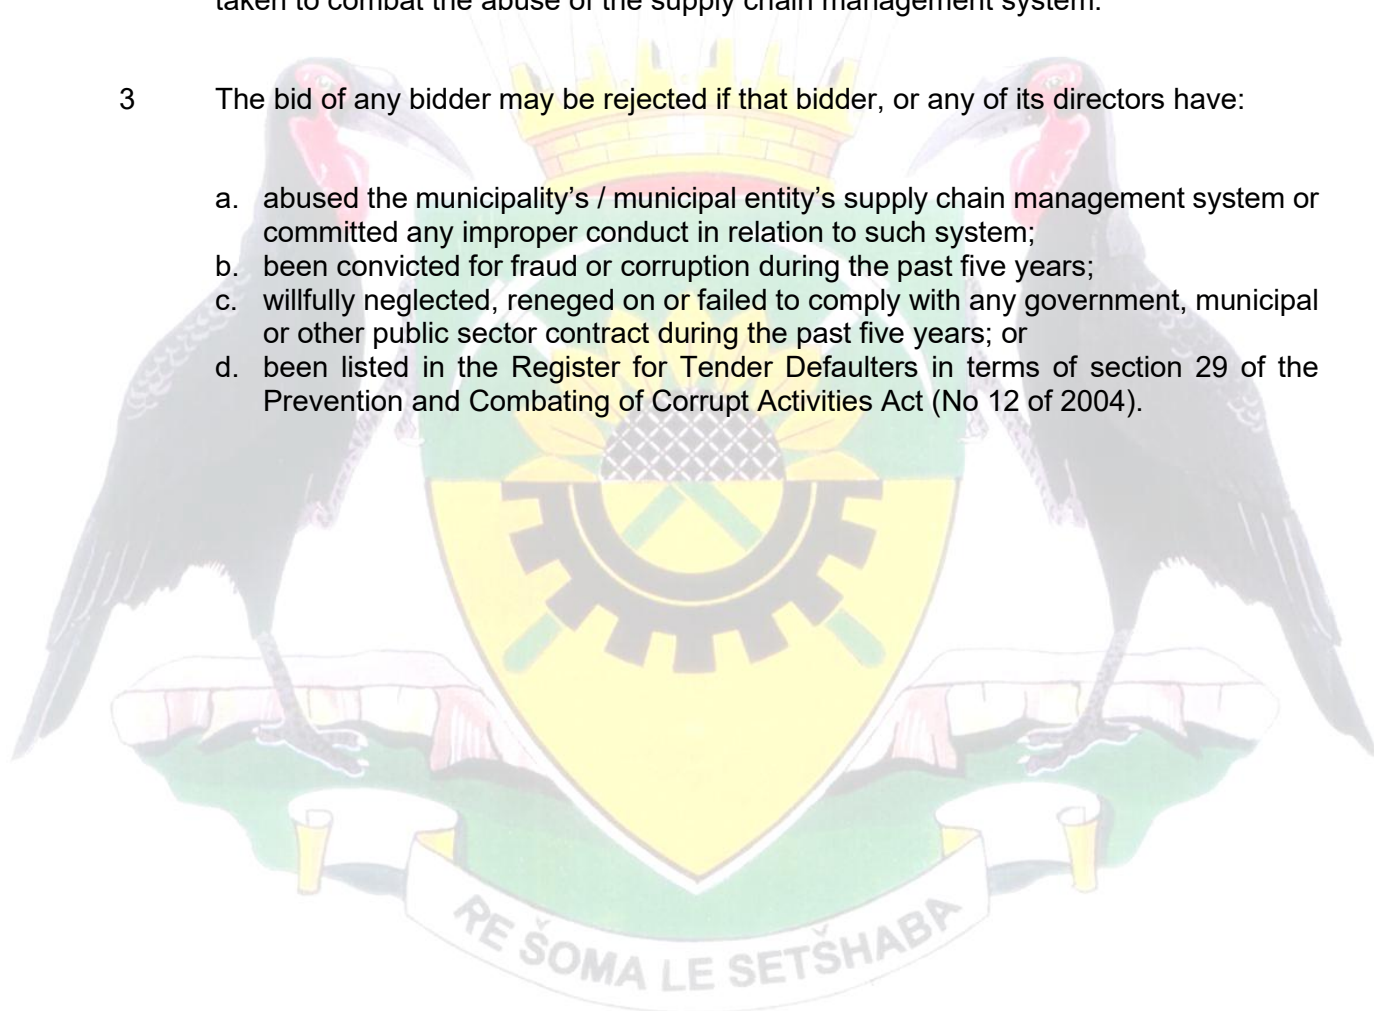 taken to combat the abuse of the supply chain management system.
3 The bid of any bidder may be rejected if that bidder, or any of its directors have:
a. abused the municipality’s / municipal entity’s supply chain management system or
committed any improper conduct in relation to such system;
b. been convicted for fraud or corruption during the past five years;
c. willfully neglected, reneged on or failed to comply with any government, municipal
or other public sector contract during the past five years; or
d. been listed in the Register for Tender Defaulters in terms of section 29 of the
Prevention and Combating of Corrupt Activities Act (No 12 of 2004).
RE ŠOMA LE SETŠHABA